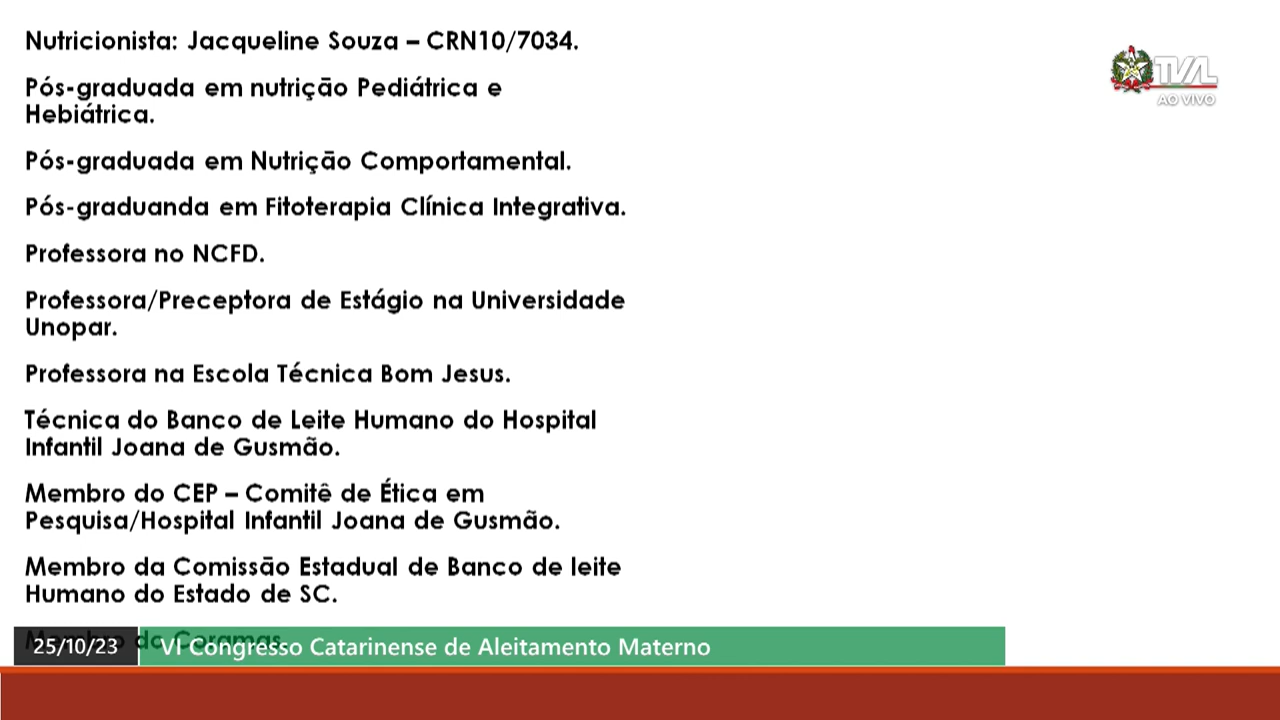 Nutricionista: Jacqueline Souza – CRN10/7034.
Pós-graduada em nutrição Pediátrica e
Hebiátrica.
Pós-graduada em Nutrição Comportamental.
Pós-graduanda em Fitoterapia Clínica Integrativa.
Professora no NCFD.
Professora/Preceptora de Estágio na Universidade
Unopar.
Professora na Escola Técnica Bom Jesus.
Técnica do Banco de Leite Humano do Hospital
Infantil Joana de Gusmão.
Membro do CEP – Comitê de Ética em
Pesquisa/Hospital Infantil Joana de Gusmão.
Membro da Comissão Estadual de Banco de leite
Humano do Estado de SC.
TVAL
AO VIVO
25/10/23
VI Congresso Catarinense de Aleitamento Materno